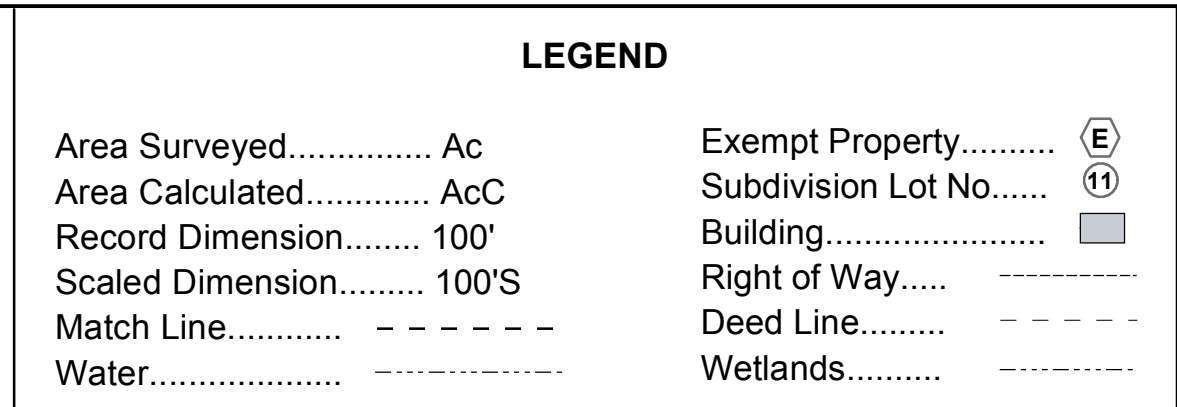 LEGEND
Area Surveyed............... Ac
Area Calculated............. AcC
Record Dimension........ 100'
Scaled Dimension......... 100'S
Match Line............
Water....................
Exempt Property.......... E
Subdivision Lot No...... 11
Building.......................
Right of Way.....
Deed Line.........
Wetlands..........